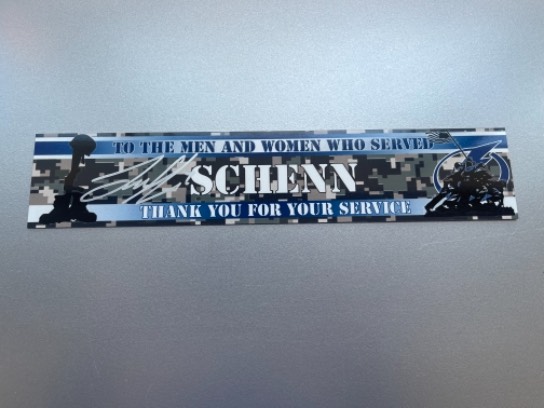 TO THE MEN AND WOMEN WHO SERVED
SCHENN
THANK YOU FOR YOUR SERVICE